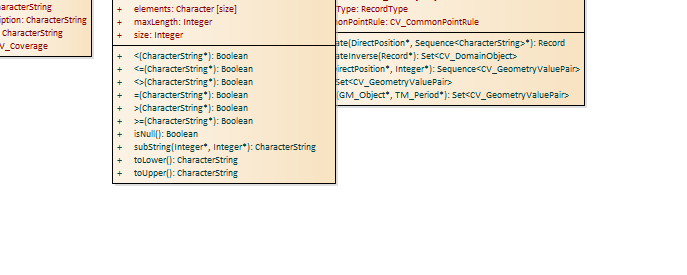 aracterString
iption: CharacterString
CharacterString
V_Coverage
+ elements: Character [size]
+ maxLength: Integer
+ size: Integer
+ <(CharacterString*): Boolean
+ <=(CharacterString*): Boolean
+ <>(CharacterString*): Boolean
+ =(CharacterString*): Boolean
+ >(CharacterString*): Boolean
+ >=(CharacterString*): Boolean
+ isNull(): Boolean
+ subString(Integer*, Integer*): CharacterString
+ toLower(): CharacterString
+ toUpper(): CharacterString
Type: RecordType
onPointRule: CV_CommonPointRule
ate(DirectPosition*, Sequence<CharacterString>*): Record
ateInverse(Record*): Set<CV_DomainObject>
irectPosition*, Integer*): Sequence<CV_GeometryValuePair>
Set<CV_GeometryValuePair>
(GM_Object*, TM_Period*): Set<CV_GeometryValuePair>